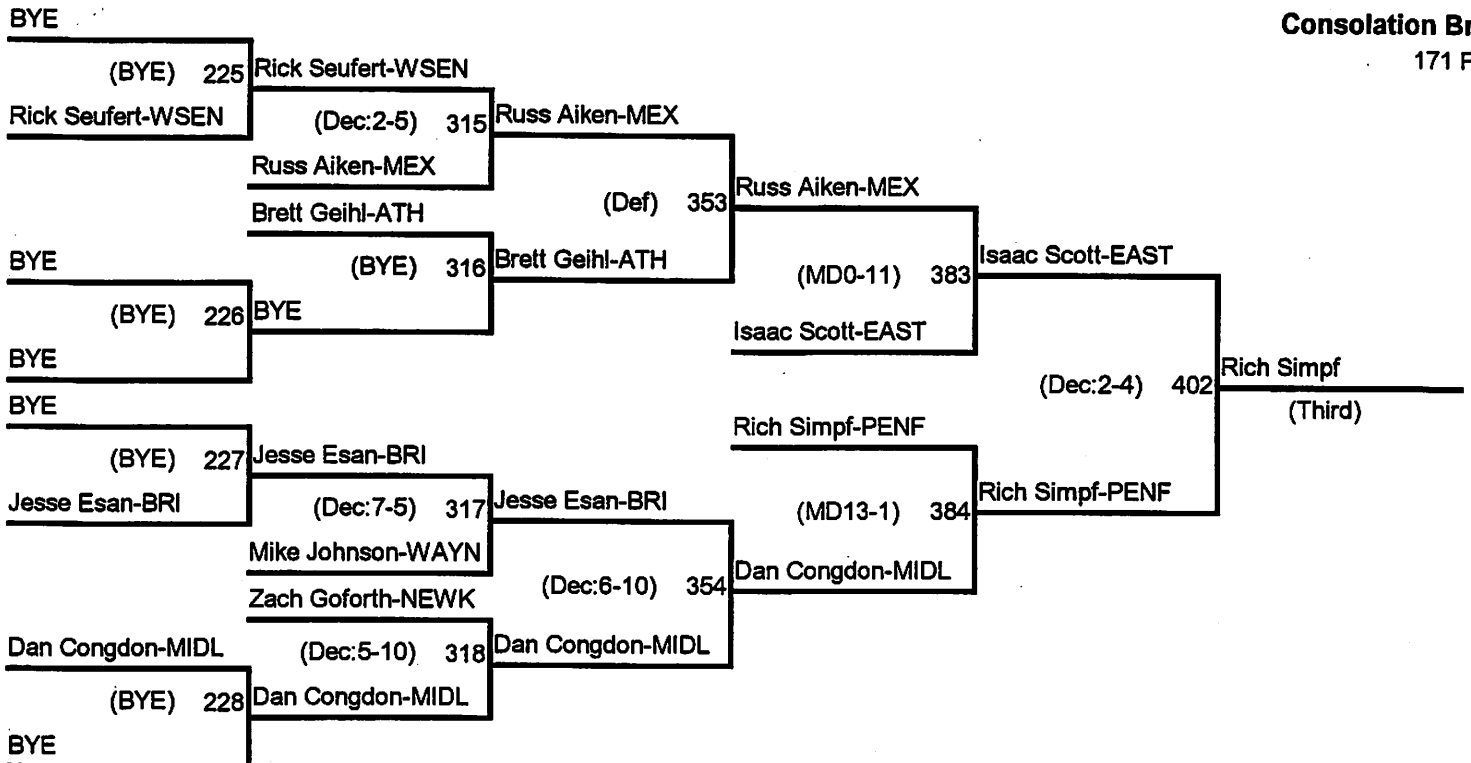 BYE
Consolation Br
(BYE) 225 Rick Seufert-WSEN
171 P
Rick Seufert-WSEN
(Dec:2-5) 315 Russ Aiken-MEX
Russ Aiken-MEX
(Def) 353 Russ Aiken-MEX
Brett Geihl-ATH
BYE
(BYE) 316 Brett Geihl-ATH
(MD0-11) 383 Isaac Scott-EAST
(BYE) 226 BYE
Isaac Scott-EAST
BYE
(Dec:2-4) 402 Rich Simpf
(Third)
BYE
Rich Simpf-PENF
(BYE) 227 Jesse Esan-BRI
Jesse Esan-BRI
(Dec:7-5) 317 Jesse Esan-BRI
(MD13-1) 384 Rich Simpf-PENF
Mike Johnson-WAYN
(Dec:6-10) 354 Dan Congdon-MIDL
Zach Goforth-NEWK
Dan Congdon-MIDL
(Dec:5-10) 318 Dan Congdon-MIDL
(BYE) 228 Dan Congdon-MIDL
BYE